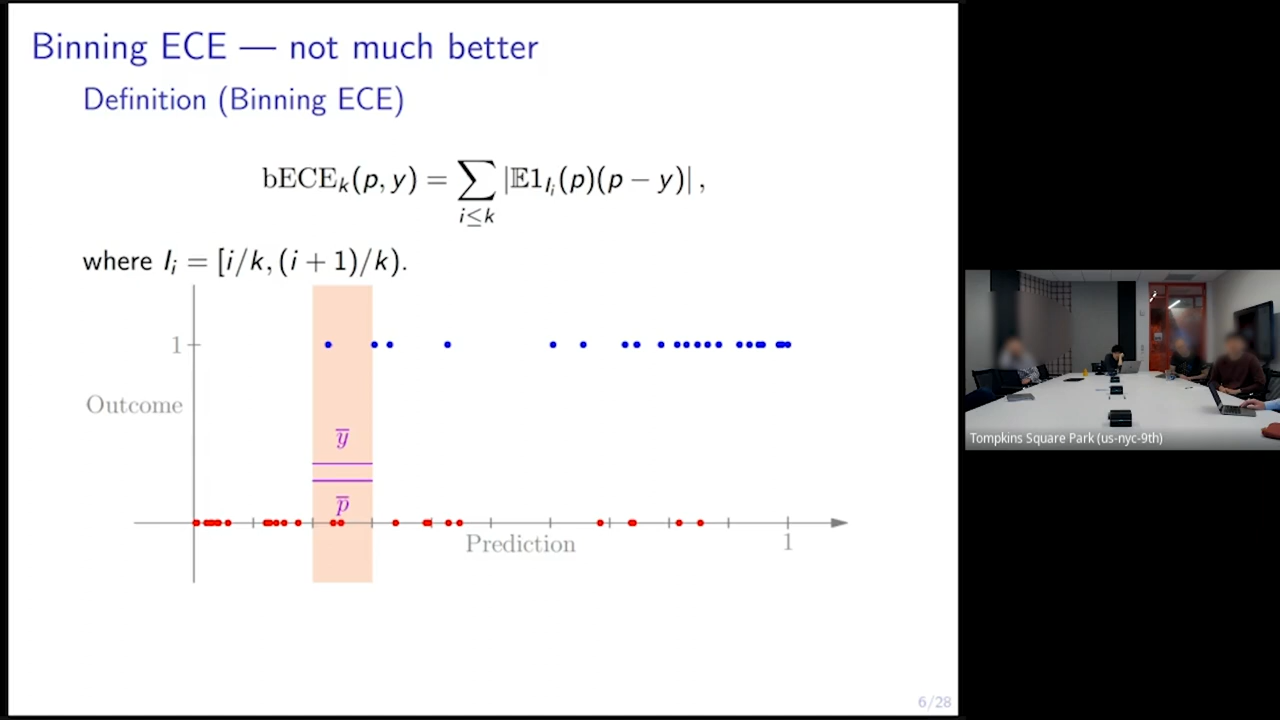 Binning ECE — not much better
Definition (Binning ECE)
bECEₖ(p, y) = ∑_{i≤k} |𝔼1_{I_i}(p)(p − y)| ,
where I_i = [i/k, (i + 1)/k).
1
Outcome
y̅
p̅
Prediction
1
6/28
Tompkins Square Park (us-nyc-9th)